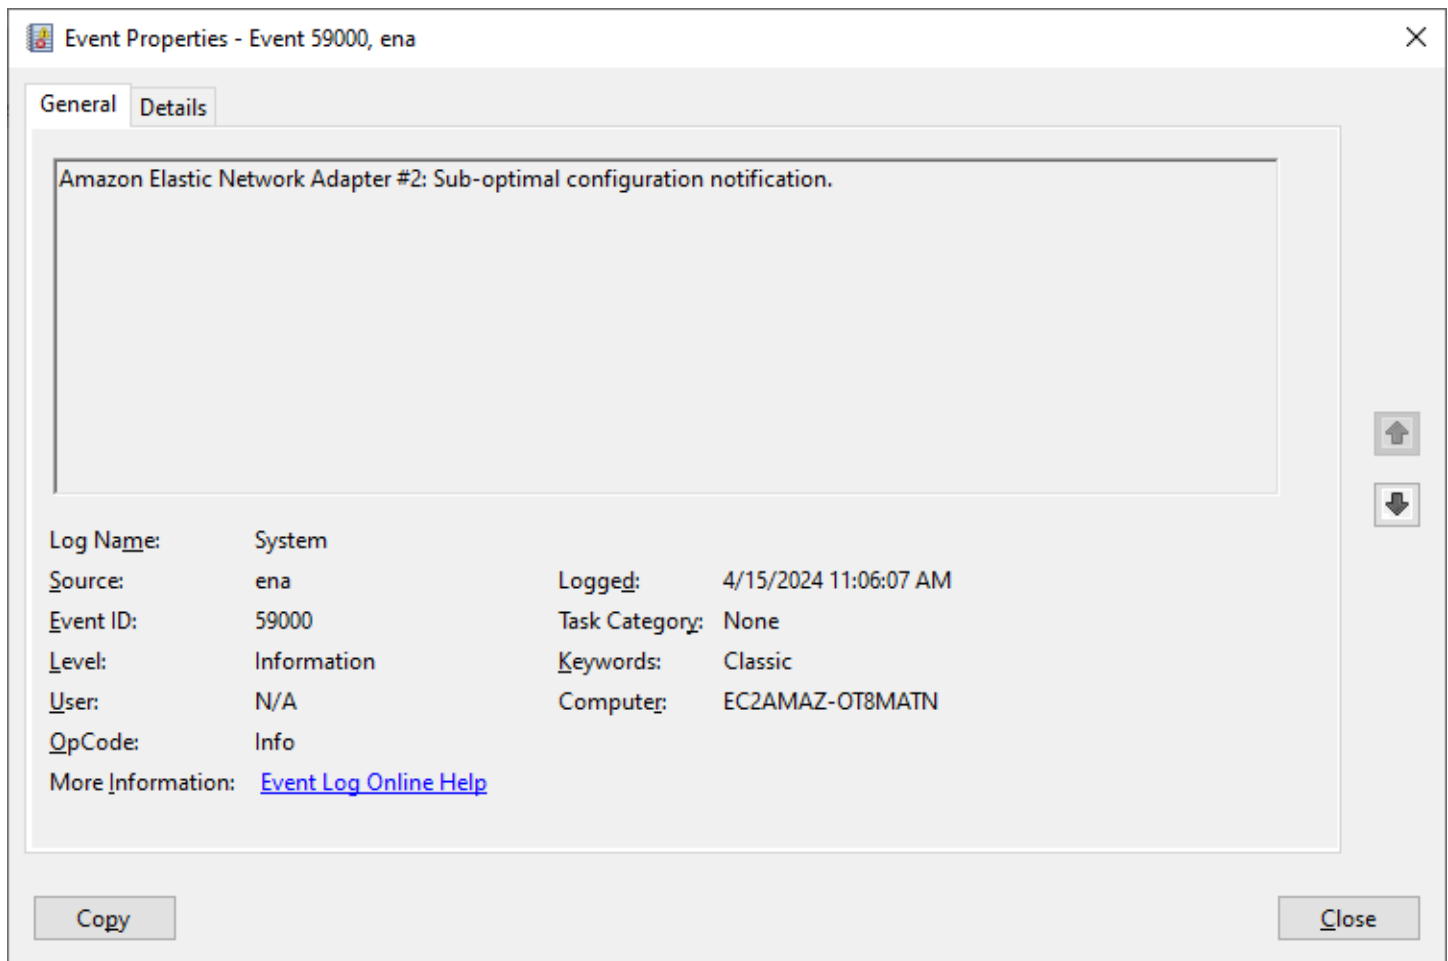 Event Properties - Event 59000, ena
General Details
Amazon Elastic Network Adapter #2: Sub-optimal configuration notification.
Log Name: System
Source: ena Logged: 4/15/2024 11:06:07 AM
Event ID: 59000 Task Category: None
Level: Information Keywords: Classic
User: N/A Computer: EC2AMAZ-OT8MATN
OpCode: Info
More Information: Event Log Online Help
Copy Close